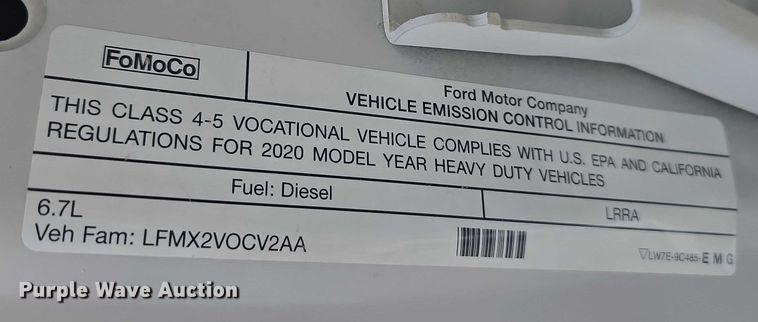 FoMoCo
Ford Motor Company
VEHICLE EMISSION CONTROL INFORMATION
THIS CLASS 4-5 VOCATIONAL VEHICLE COMPLIES WITH U.S. EPA AND CALIFORNIA
REGULATIONS FOR 2020 MODEL YEAR HEAVY DUTY VEHICLES
Fuel: Diesel
LRRA
6.7L
Veh Fam: LFMX2VOCV2AA
LW7E-9C485-E M G
Purple Wave Auction